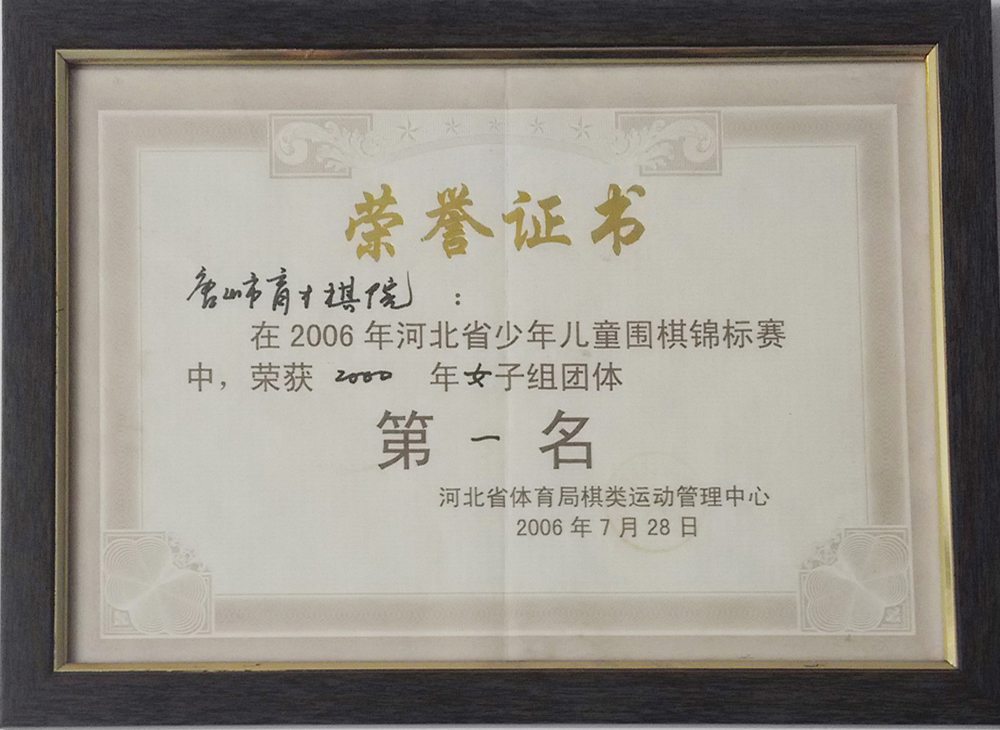 荣誉证书
唐山市育才棋院：
在2006年河北省少年儿童围棋锦标赛
中，荣获 2000 年女子组团体
第一名
河北省体育局棋类运动管理中心
2006年7月28日